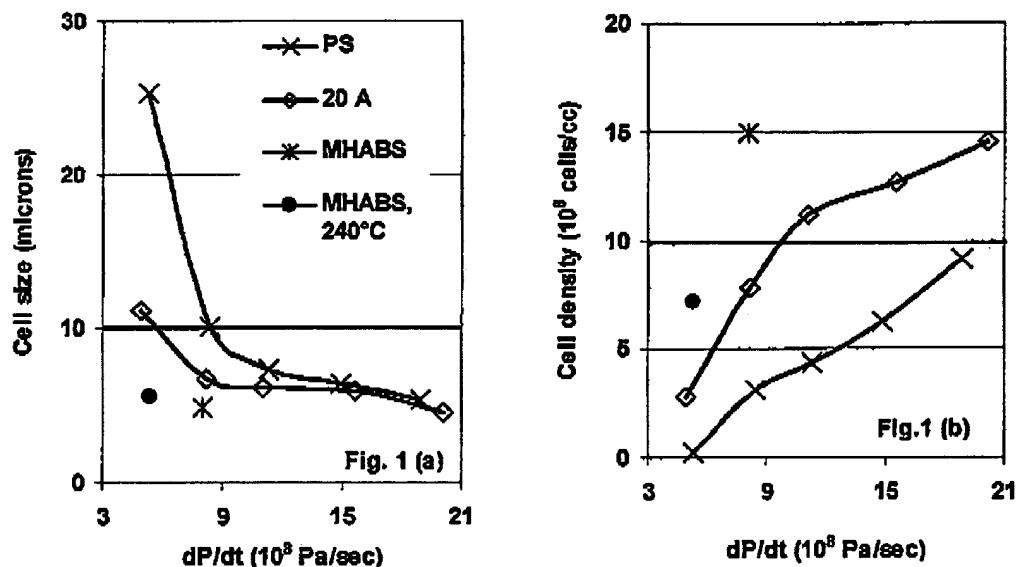 30
20
10
0
Cell size (microns)
PS
20 A
MHABS
MHABS,
240°C
Fig. 1 (a)
3 9 15 21
dP/dt (10⁸ Pa/sec)
20
15
10
5
0
Cell density (10⁸ cells/cc)
Fig.1 (b)
3 9 15 21
dP/dt (10⁸ Pa/sec)